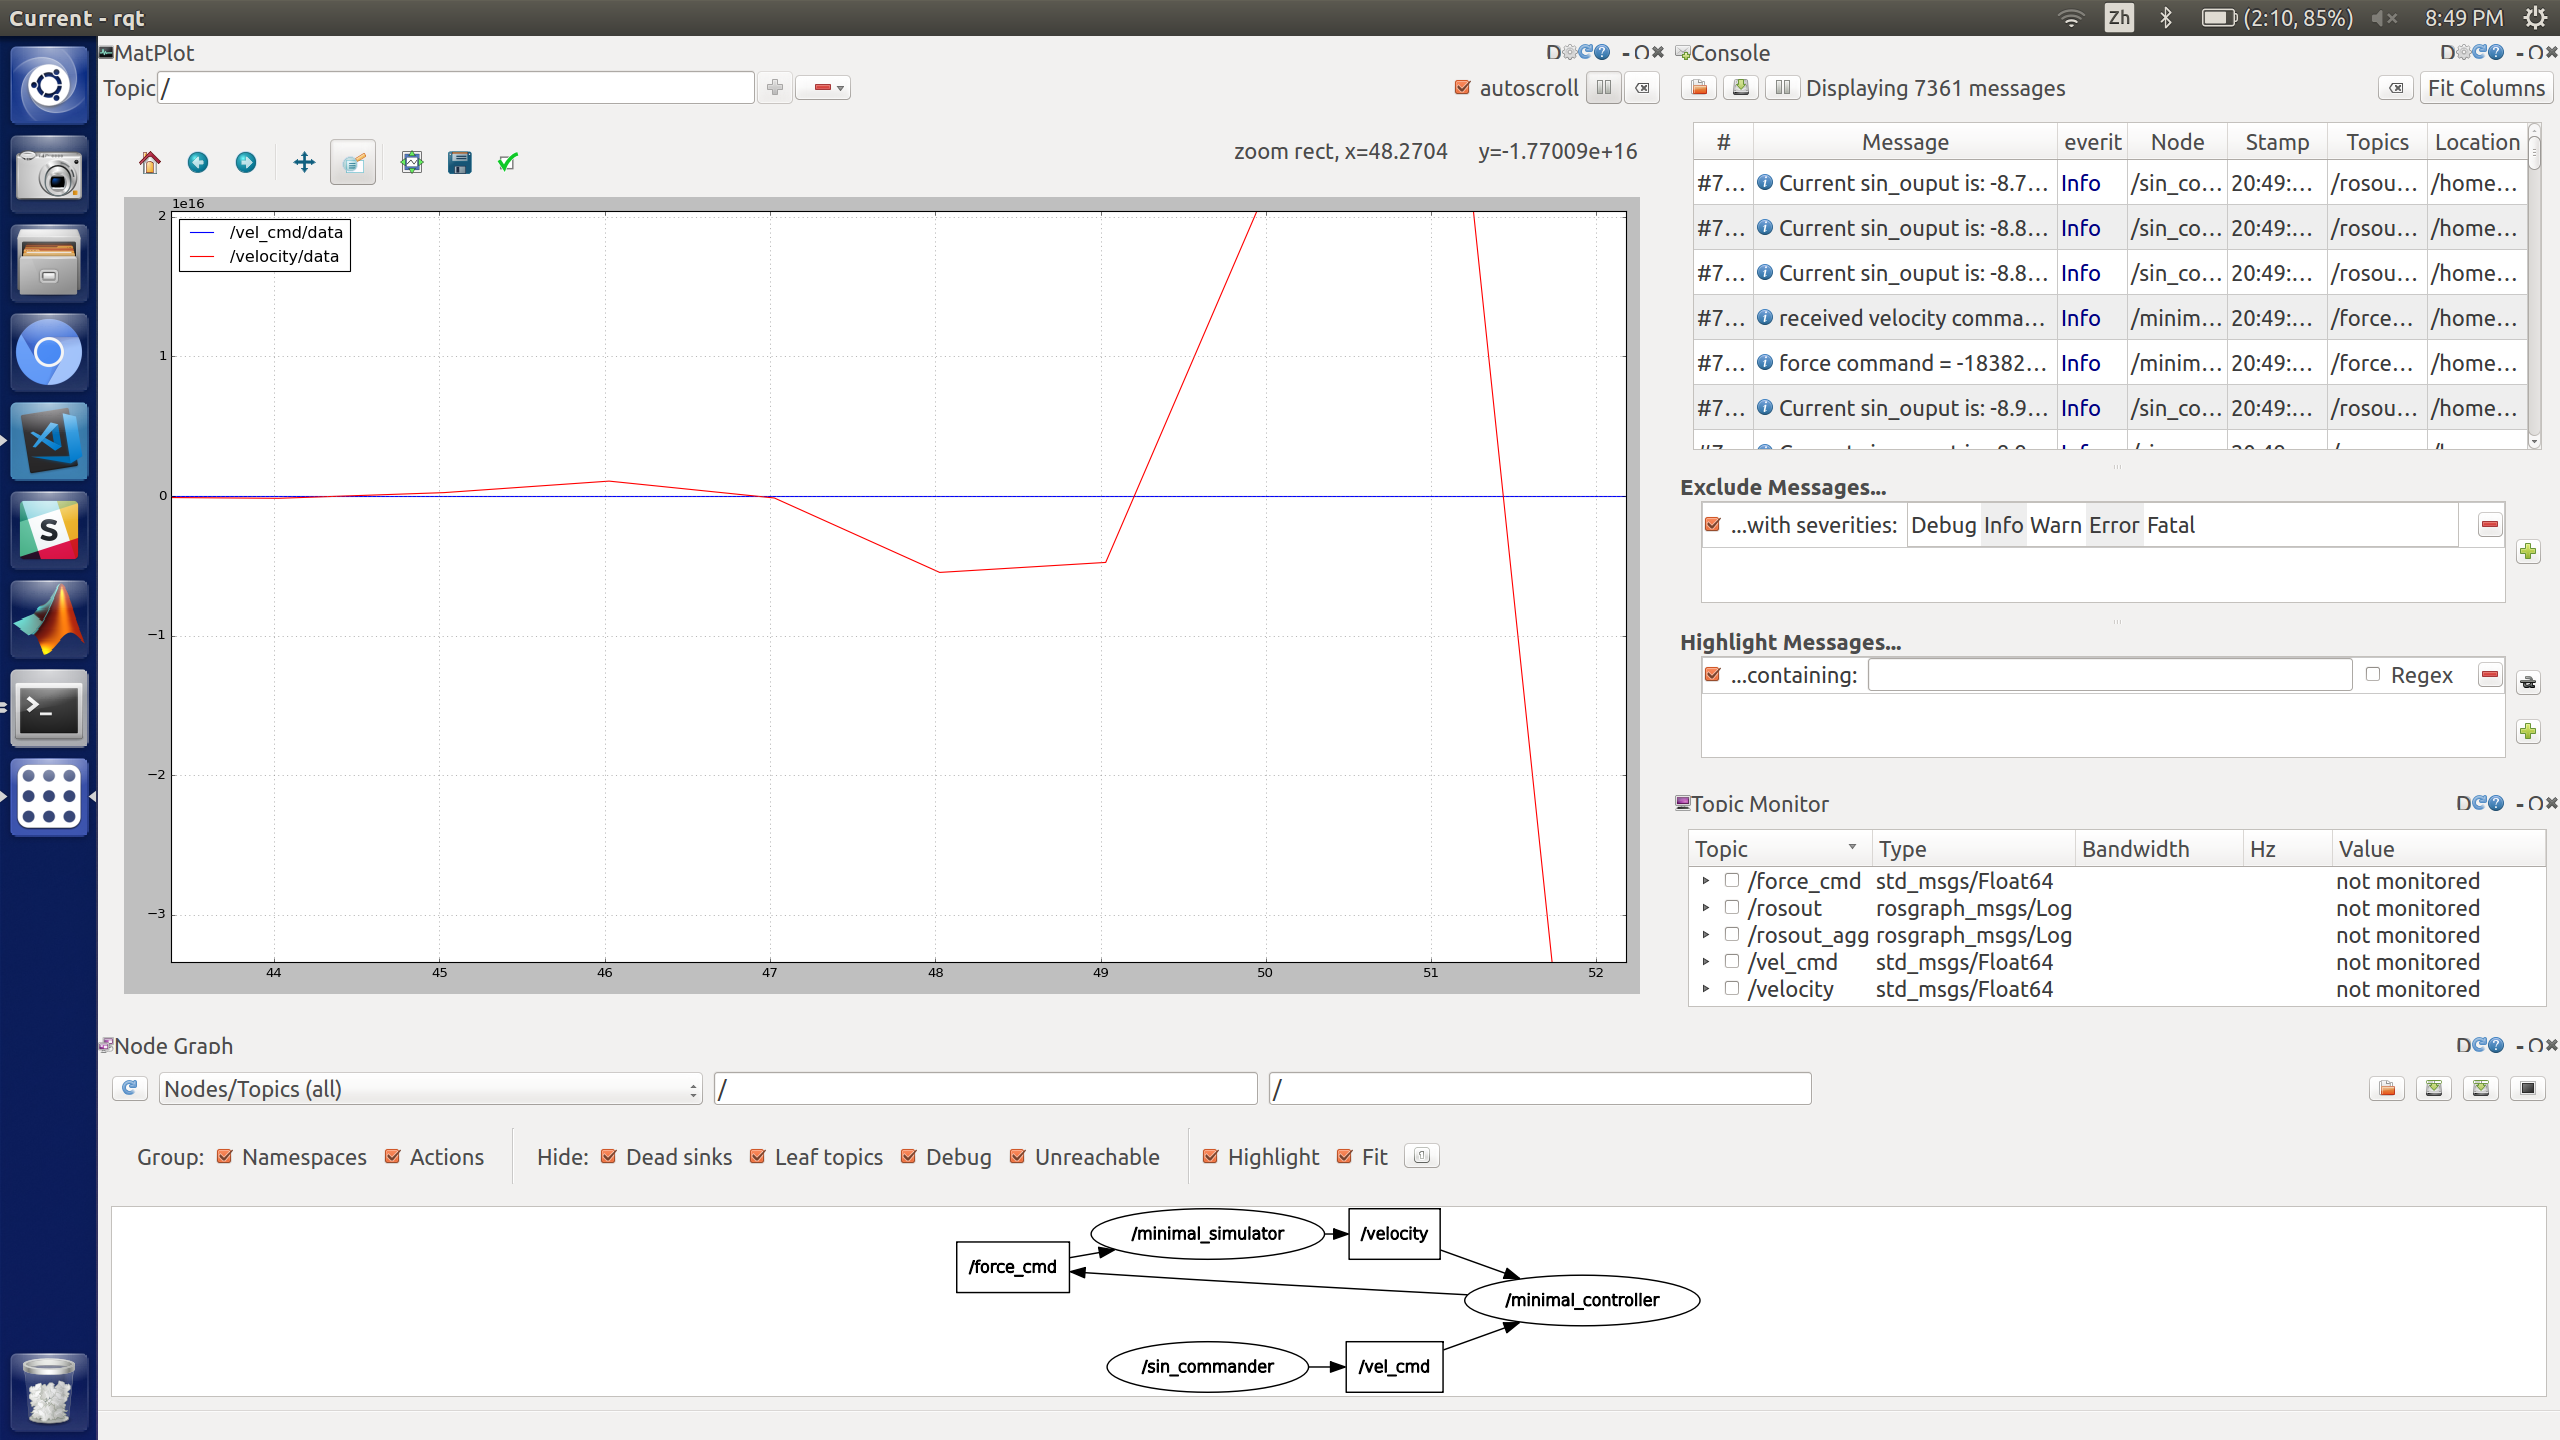 Current - rqt
Zh
(2:10, 85%)
8:49 PM
MatPlot
Topic /
autoscroll
zoom rect, x=48.2704 y=-1.77009e+16
1e16
/vel_cmd/data
/velocity/data
2
1
0
−1
−2
−3
44 45 46 47 48 49 50 51 52
Console
Displaying 7361 messages
Fit Columns
# Message everit Node Stamp Topics Location
#7... Current sin_ouput is: -8.7... Info /sin_co... 20:49:... /rosou... /home...
#7... Current sin_ouput is: -8.8... Info /sin_co... 20:49:... /rosou... /home...
#7... Current sin_ouput is: -8.8... Info /sin_co... 20:49:... /rosou... /home...
#7... received velocity comma... Info /minim... 20:49:... /force... /home...
#7... force command = -18382... Info /minim... 20:49:... /force... /home...
#7... Current sin_ouput is: -8.9... Info /sin_co... 20:49:... /rosou... /home...
Exclude Messages...
...with severities: Debug Info Warn Error Fatal
Highlight Messages...
...containing: Regex
Topic Monitor
Topic Type Bandwidth Hz Value
/force_cmd std_msgs/Float64 not monitored
/rosout rosgraph_msgs/Log not monitored
/rosout_agg rosgraph_msgs/Log not monitored
/vel_cmd std_msgs/Float64 not monitored
/velocity std_msgs/Float64 not monitored
Node Graph
Nodes/Topics (all) / /
Group: Namespaces Actions Hide: Dead sinks Leaf topics Debug Unreachable Highlight Fit
/minimal_simulator
/velocity
/force_cmd
/minimal_controller
/sin_commander
/vel_cmd